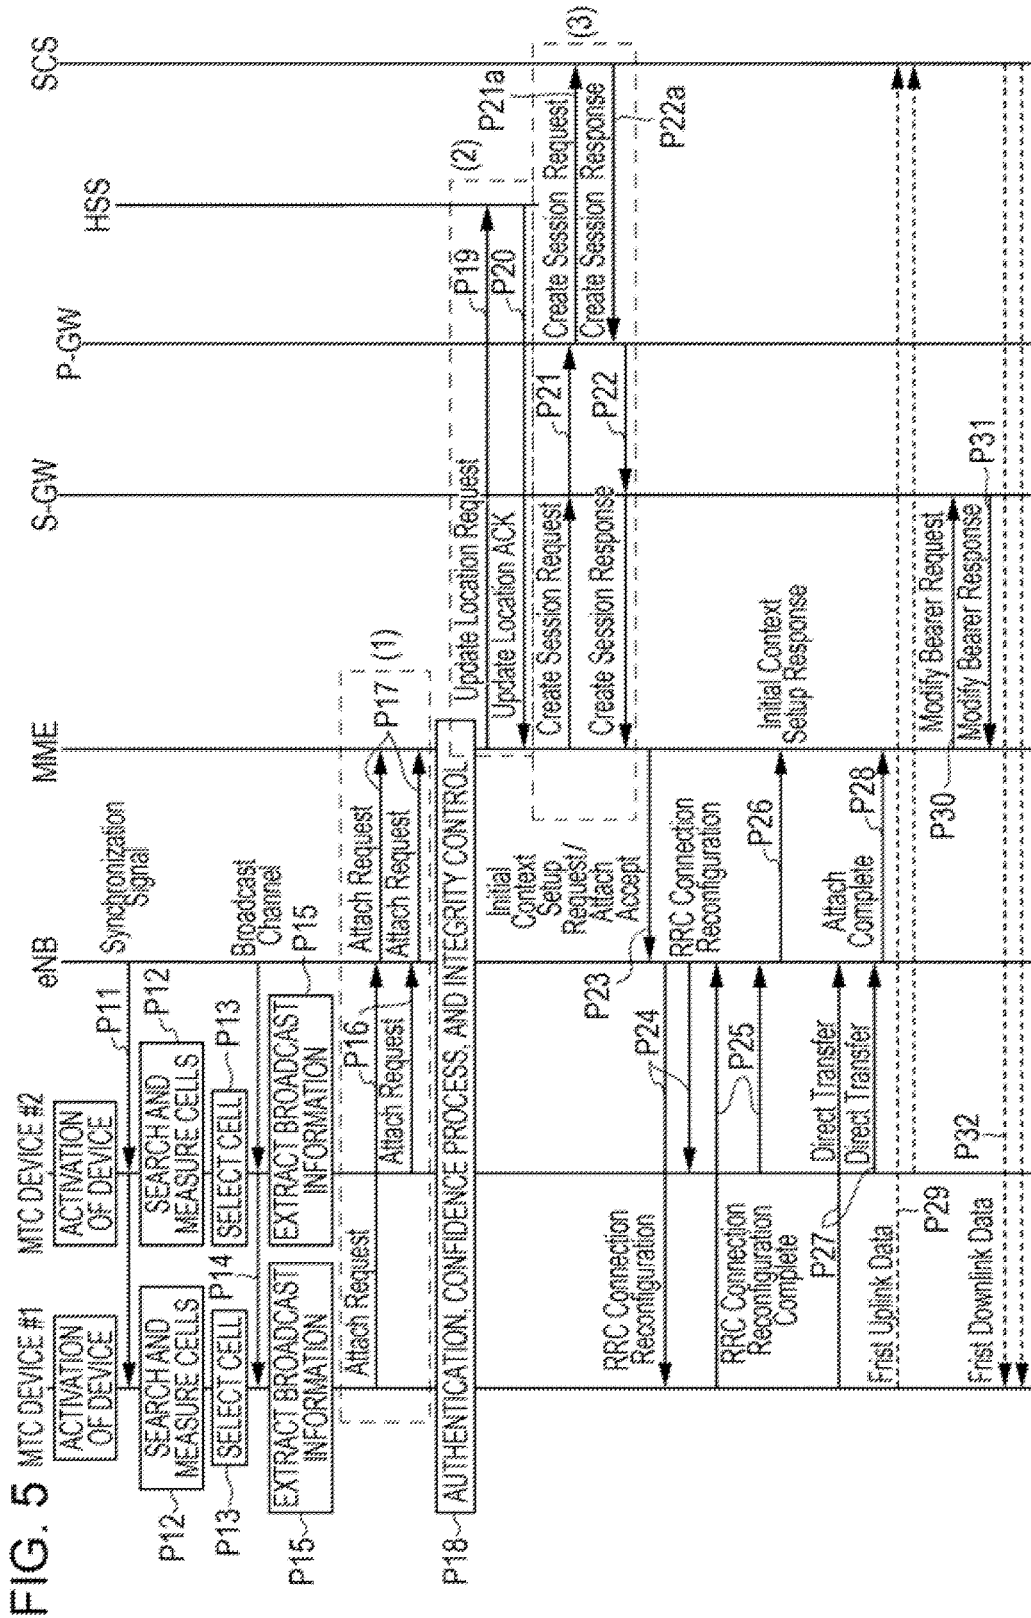 FIG. 5
MTC DEVICE #1
MTC DEVICE #2
eNB
MME
S-GW
P-GW
HSS
SCS
ACTIVATION
OF DEVICE
ACTIVATION
OF DEVICE
P11
Synchronization
Signal
P12
SEARCH AND
MEASURE CELLS
SEARCH AND
MEASURE CELLS
P12
P13
SELECT CELL
P14
SELECT CELL
P13
Broadcast
Channel
P15
EXTRACT BROADCAST
INFORMATION
EXTRACT BROADCAST
INFORMATION
P15
Attach Request
Attach Request
P16
Attach Request
Attach Request
P17
(1)
P18
AUTHENTICATION, CONFIDENCE PROCESS, AND INTEGRITY CONTROL
Update Location Request
P19
(2)
Update Location ACK
P20
Create Session Request
P21
Create Session Request
P21a
(3)
Create Session Response
P22
Create Session Response
P22a
Initial
Context
Setup
Request/
Attach
Accept
P23
RRC Connection
Reconfiguration
P24
RRC Connection
Reconfiguration
RRC Connection
Reconfiguration
Complete
P25
P26
Initial Context
Setup Response
P27
Direct Transfer
Direct Transfer
Attach
Complete
P28
Frist Uplink Data
P29
P30
Modify Bearer Request
Modify Bearer Response
P31
Frist Downlink Data
P32